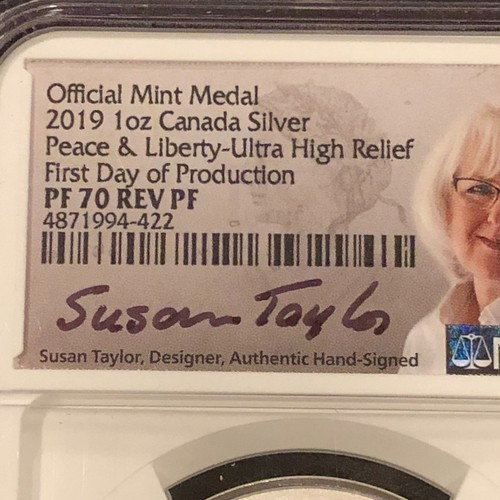 Official Mint Medal
2019 1oz Canada Silver
Peace & Liberty-Ultra High Relief
First Day of Production
PF 70 REV PF
4871994-422
Susan Taylor
Susan Taylor, Designer, Authentic Hand-Signed
N